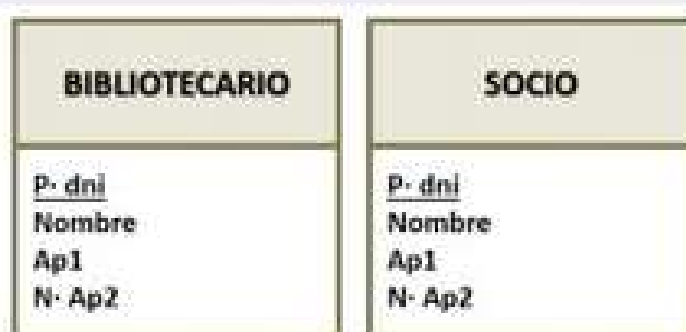 BIBLIOTECARIO
P· dni
Nombre
Ap1
N· Ap2
SOCIO
P· dni
Nombre
Ap1
N· Ap2